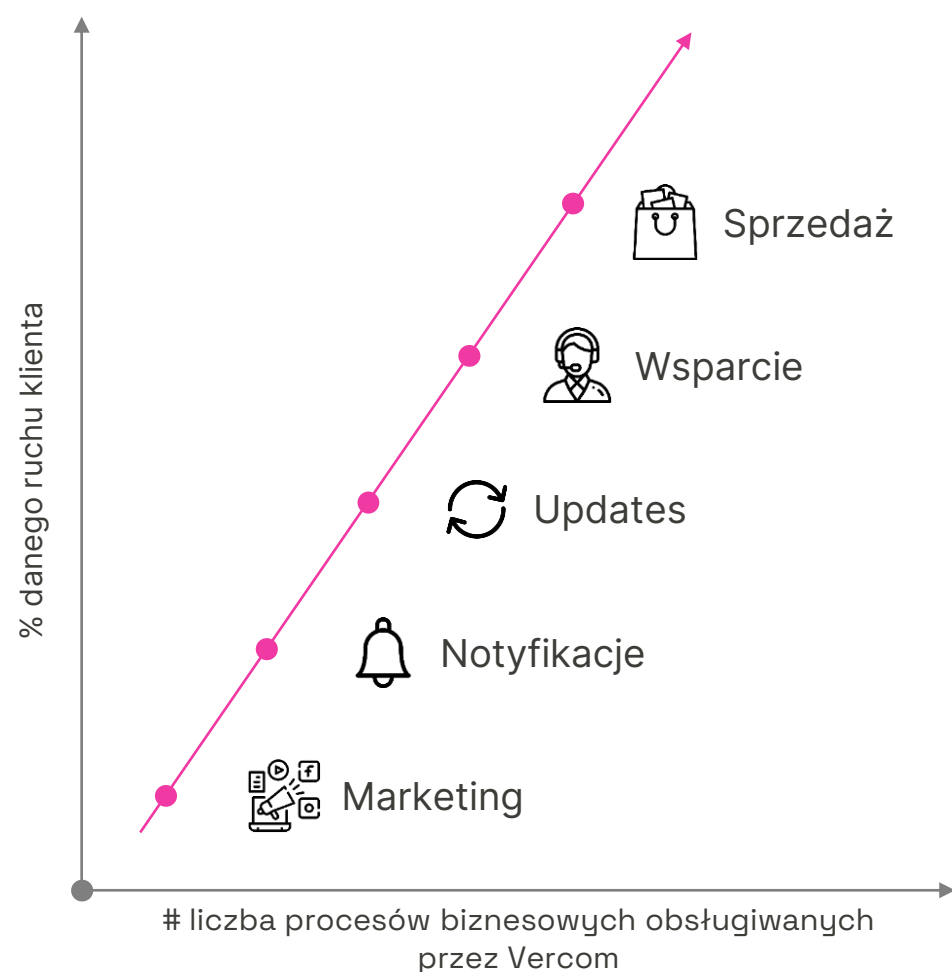 Sprzedaż
Wsparcie
% danego ruchu klienta
Updates
Notyfikacje
Marketing
# liczba procesów biznesowych obsługiwanych
przez Vercom